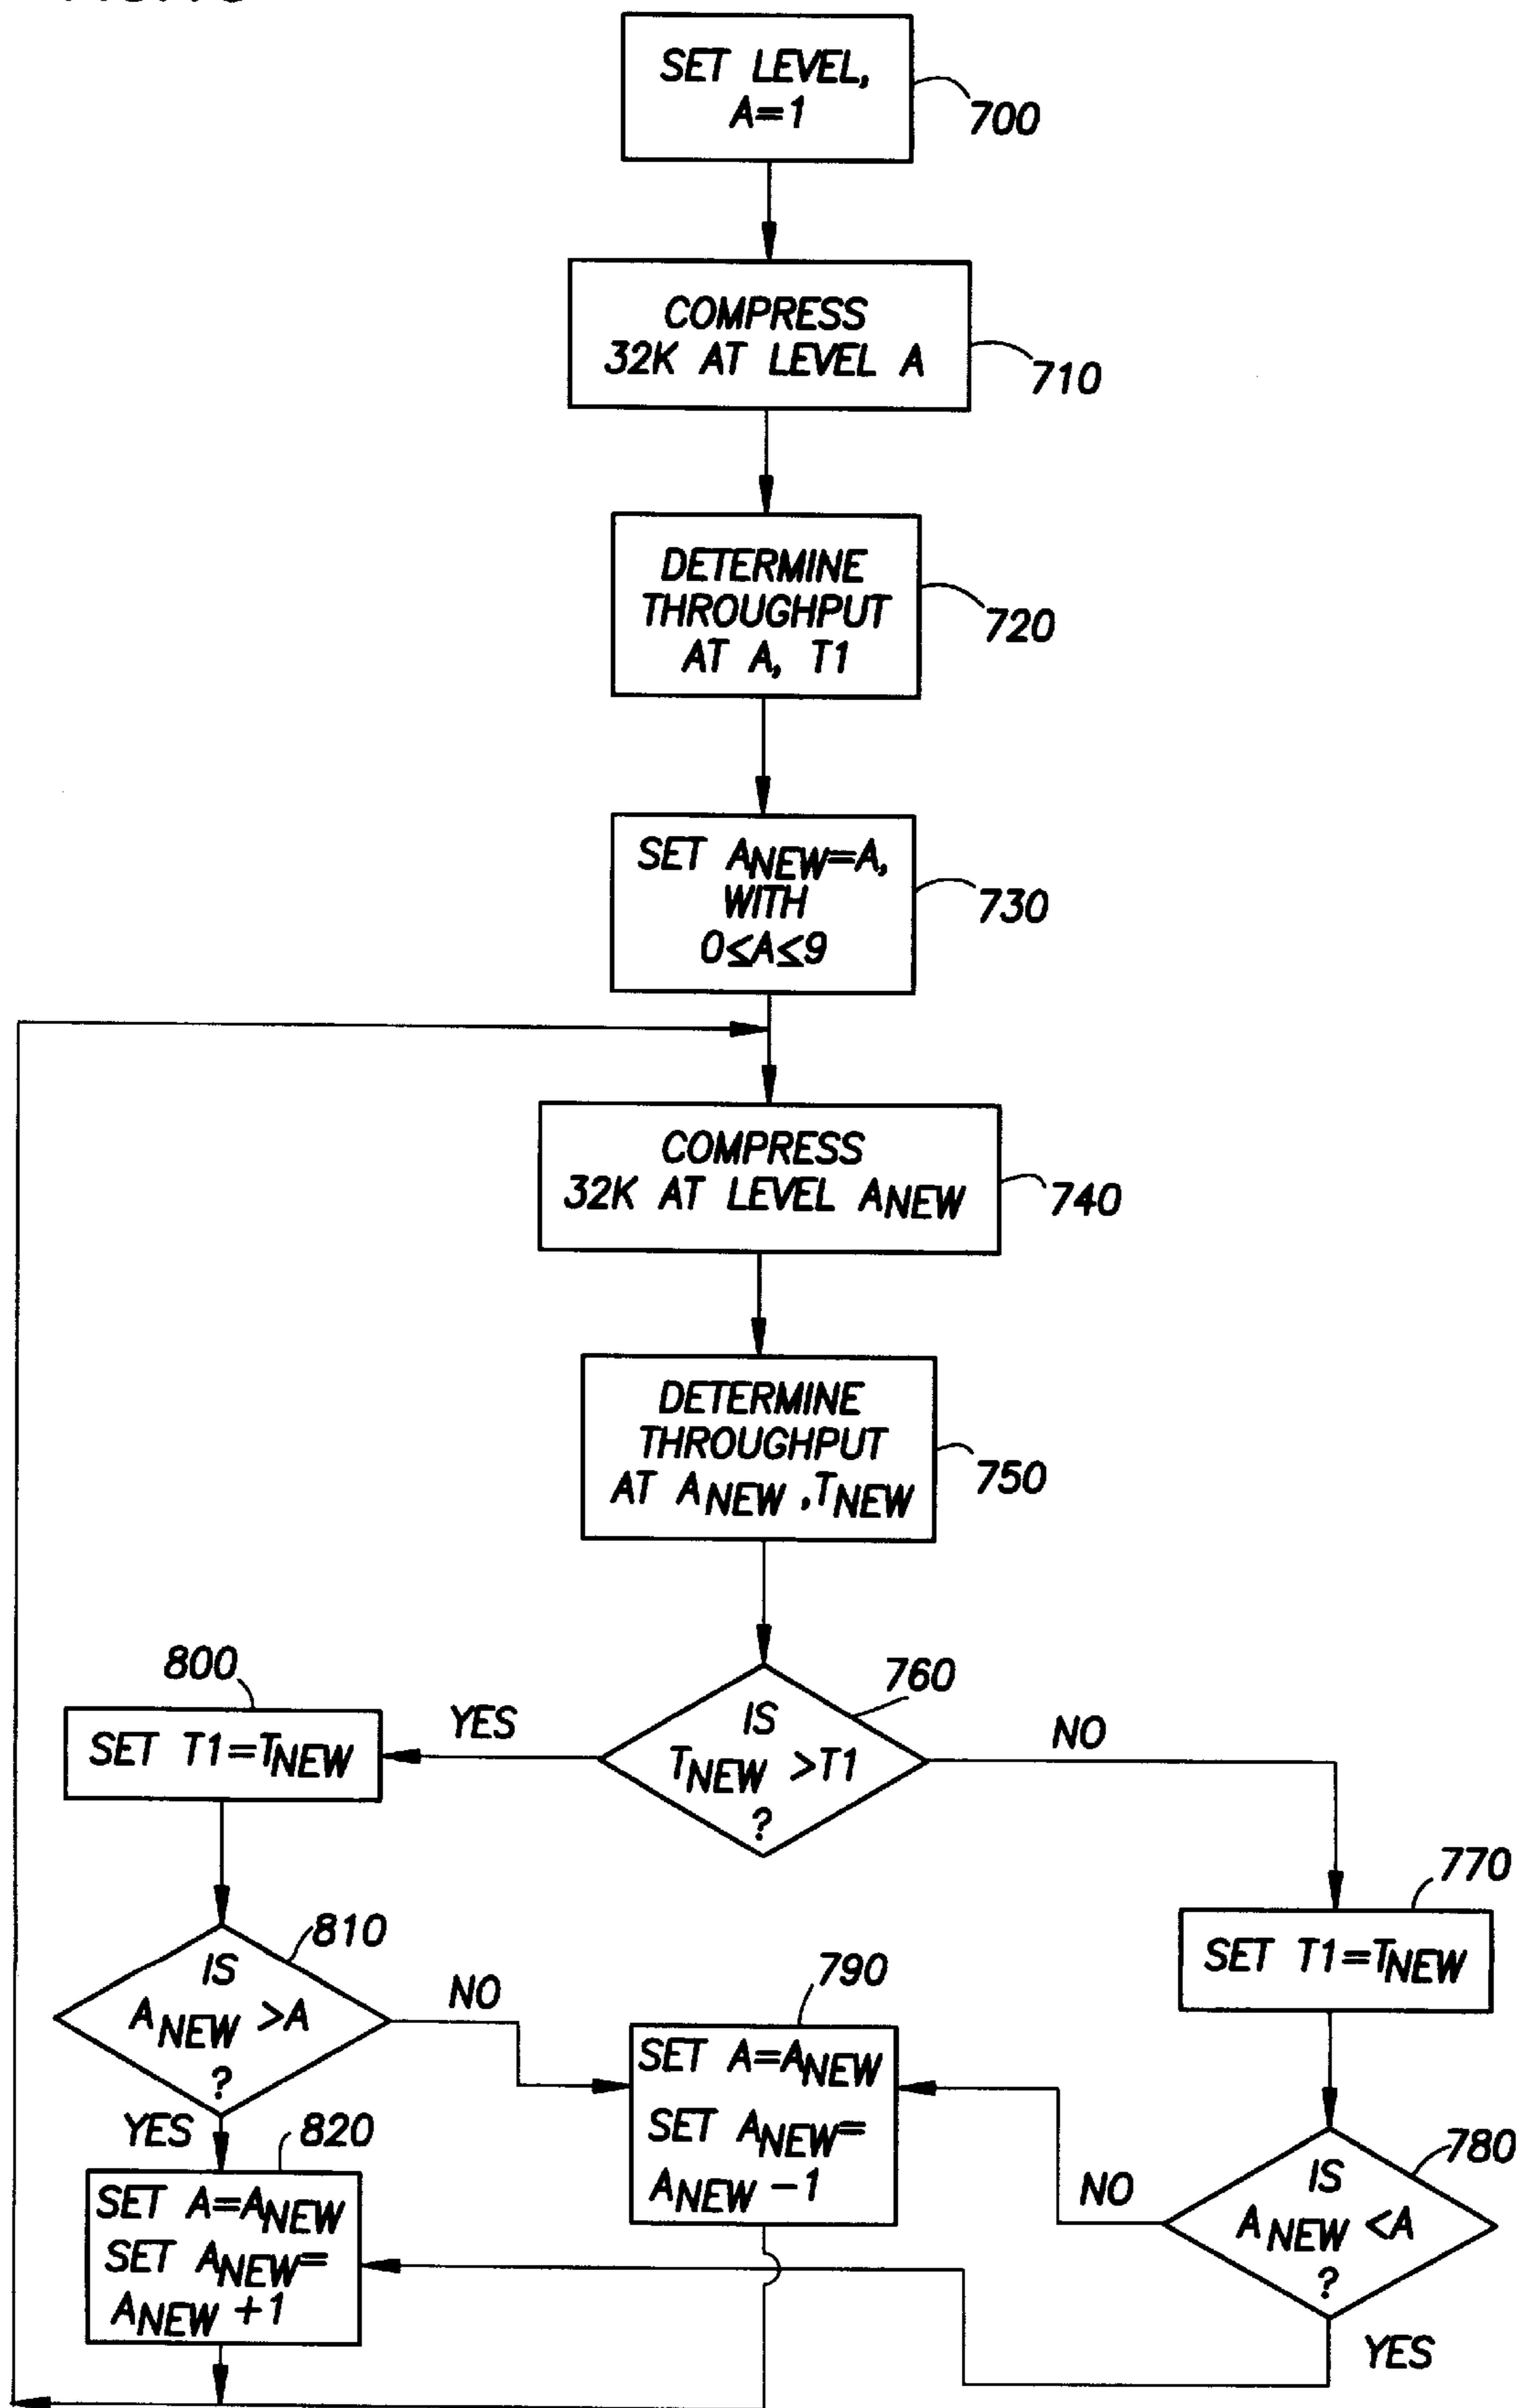 SET LEVEL,
A=1
700
COMPRESS
32K AT LEVEL A
710
DETERMINE
THROUGHPUT
AT A, T1
720
SET ANEW=A,
WITH
0≤A≤9
730
COMPRESS
32K AT LEVEL ANEW
740
DETERMINE
THROUGHPUT
AT ANEW ,TNEW
750
IS
TNEW >T1
?
760
YES
NO
800
SET T1=TNEW
770
SET T1=TNEW
810
IS
ANEW >A
?
NO
YES
790
SET A=ANEW
SET ANEW=
ANEW -1
780
IS
ANEW <A
?
NO
YES
820
SET A=ANEW
SET ANEW=
ANEW +1